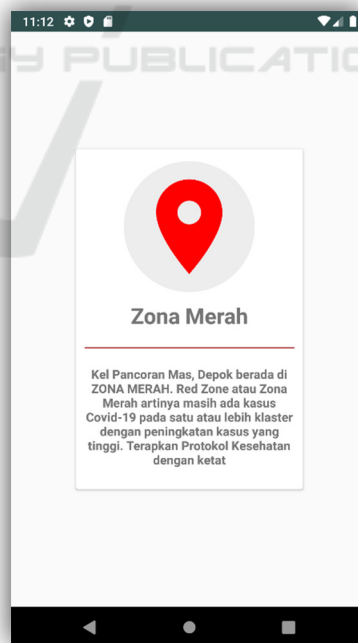 11:12
Zona Merah
Kel Pancoran Mas, Depok berada di
ZONA MERAH. Red Zone atau Zona
Merah artinya masih ada kasus
Covid-19 pada satu atau lebih klaster
dengan peningkatan kasus yang
tinggi. Terapkan Protokol Kesehatan
dengan ketat